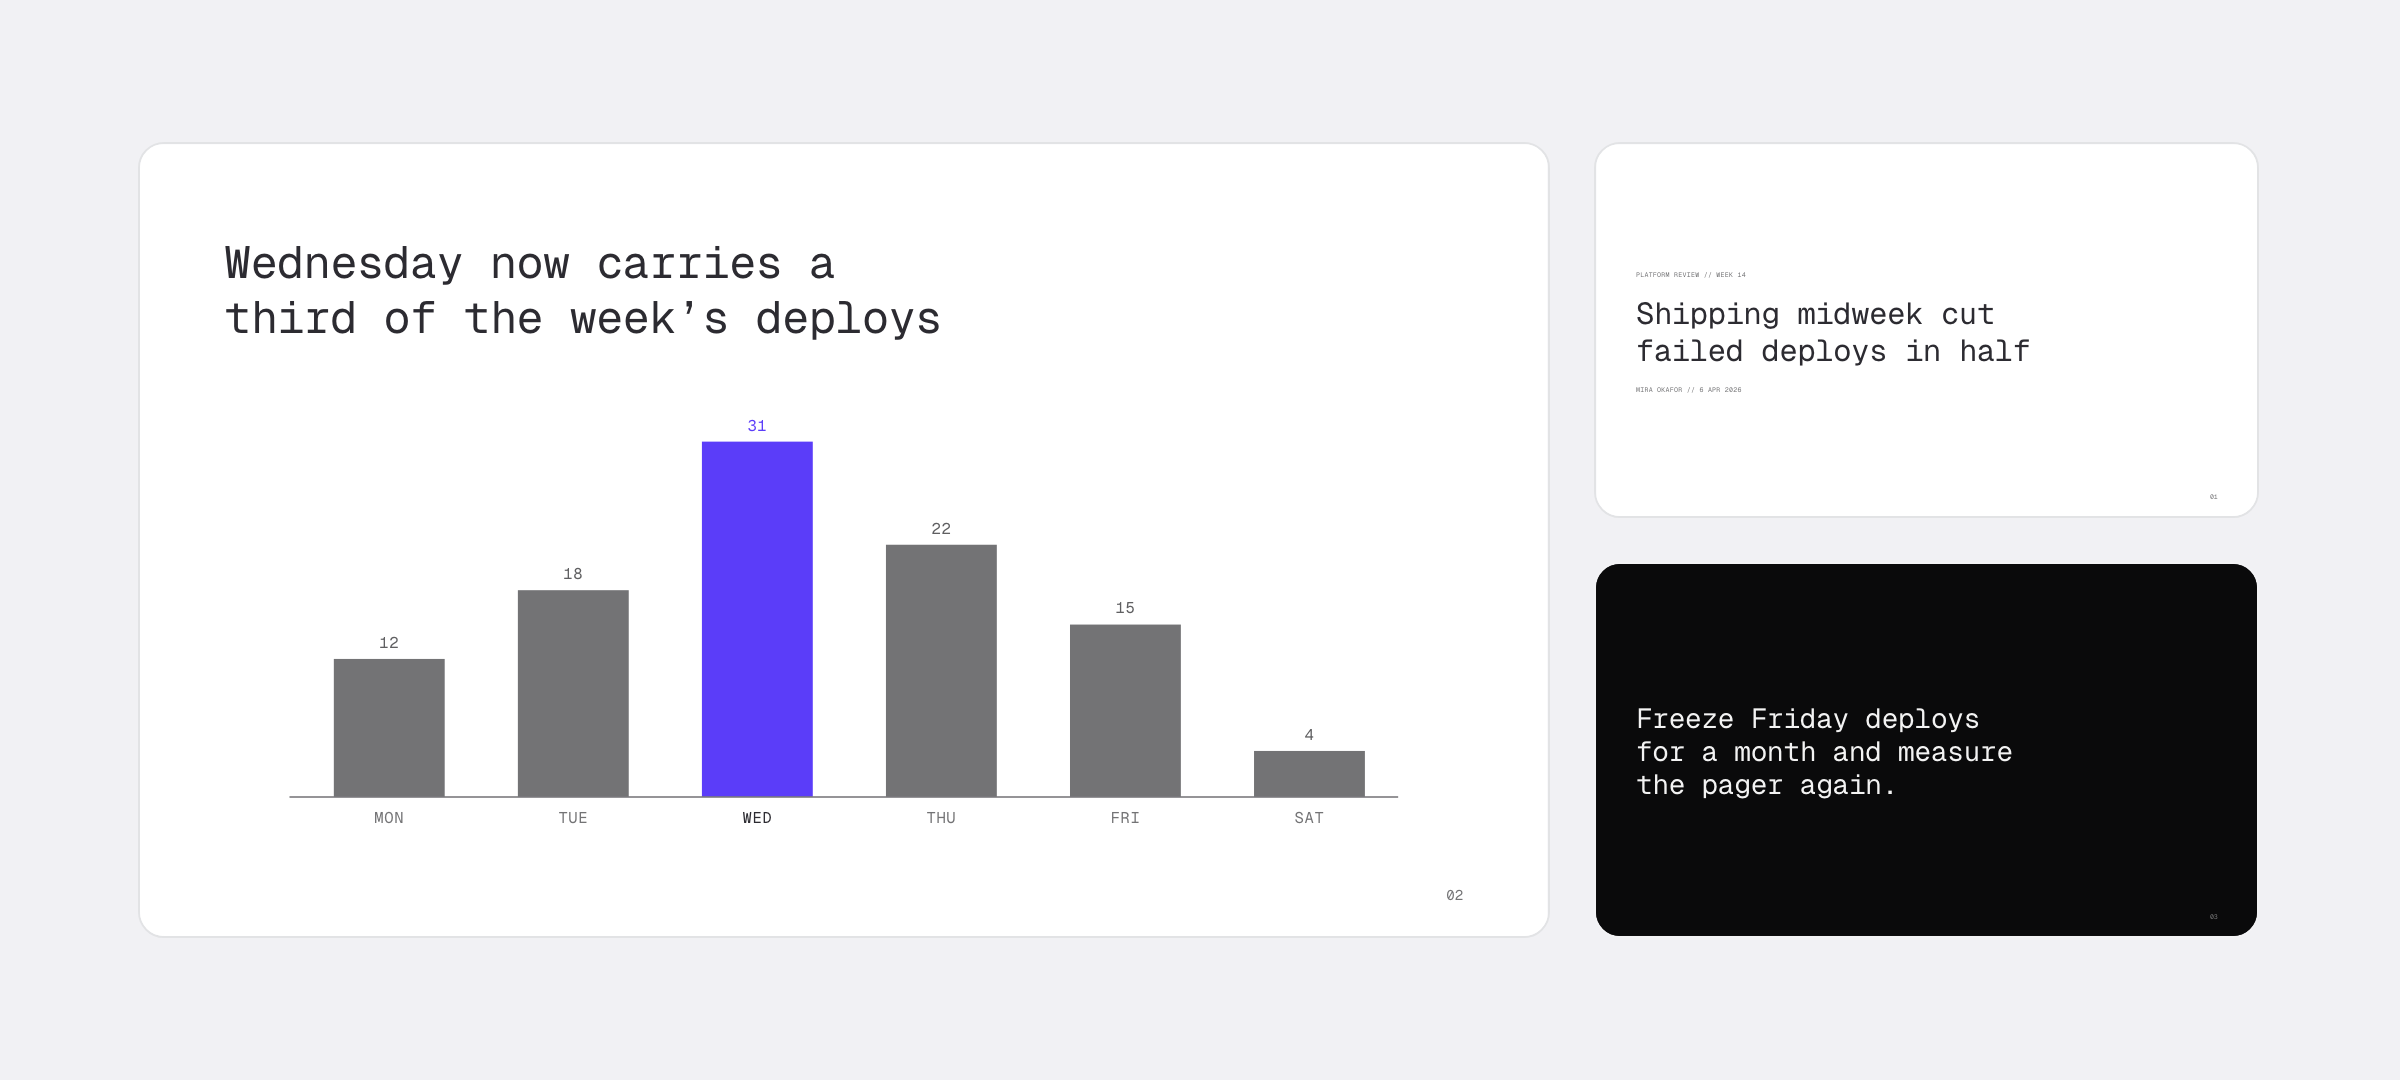 Wednesday now carries a
third of the week’s deploys
31
22
18
15
12
4
MON TUE WED THU FRI SAT
02
PLATFORM REVIEW // WEEK 14
Shipping midweek cut
failed deploys in half
MIRA OKAFOR // 6 APR 2026
01
Freeze Friday deploys
for a month and measure
the pager again.
03